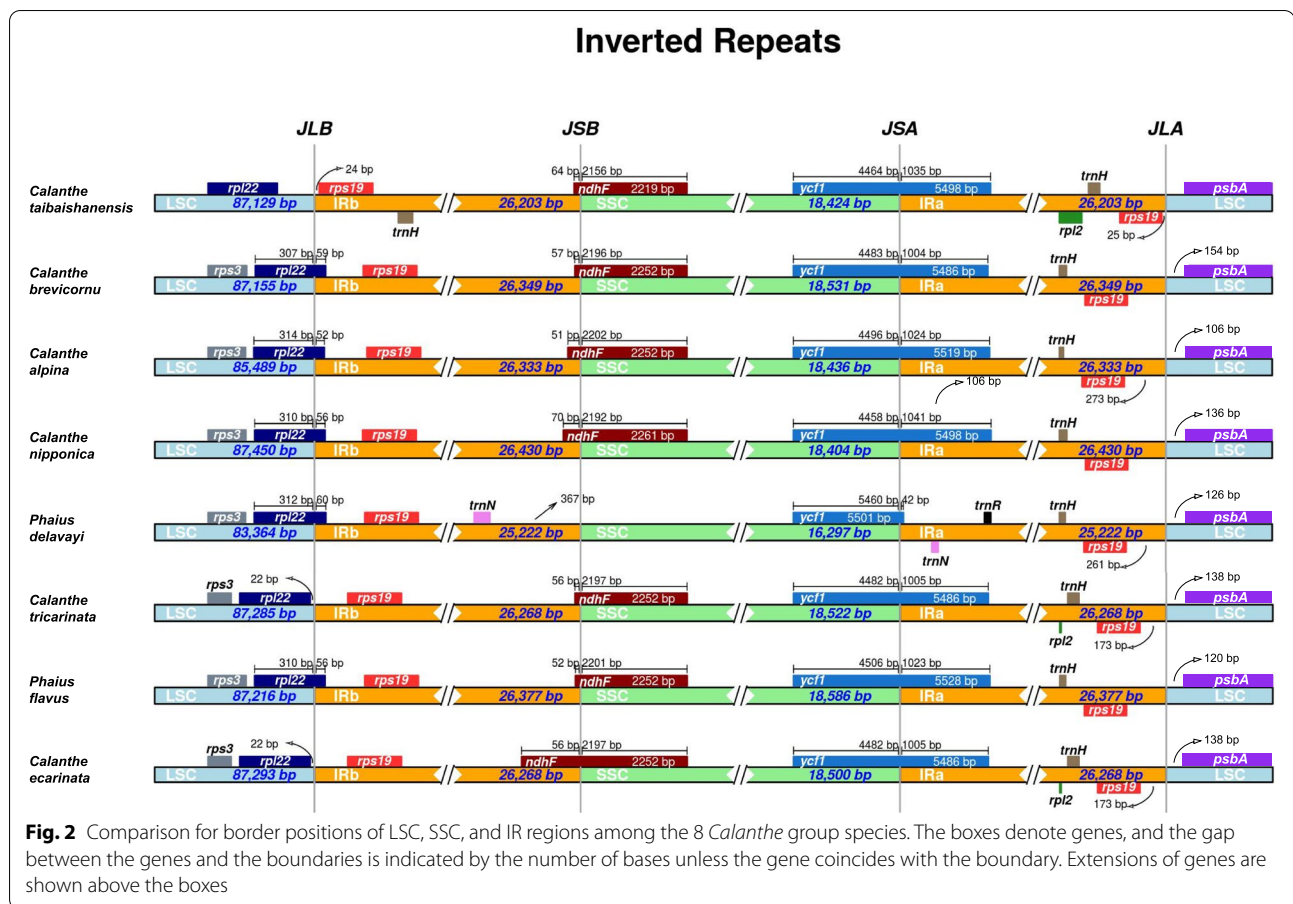 Inverted Repeats
JLB JSB JSA JLA
Calanthe
taibaishanensis
24 bp 64 bp 2156 bp 4464 bp 1035 bp trnH
rpl22 rps19 ndhF 2219 bp ycf1 5498 bp psbA
LSC 87,129 bp IRb 26,203 bp SSC 18,424 bp IRa 26,203 bp LSC
trnH rpl2 rps19
25 bp
Calanthe
brevicornu
307 bp 59 bp 57 bp 2196 bp 4483 bp 1004 bp trnH 154 bp
rps3 rpl22 rps19 ndhF 2252 bp ycf1 5486 bp psbA
LSC 87,155 bp IRb 26,349 bp SSC 18,531 bp IRa 26,349 bp LSC
rps19
Calanthe
alpina
314 bp 52 bp 51 bp 2202 bp 4496 bp 1024 bp trnH 106 bp
rps3 rpl22 rps19 ndhF 2252 bp ycf1 5519 bp psbA
LSC 85,489 bp IRb 26,333 bp SSC 18,436 bp IRa 26,333 bp LSC
106 bp rps19
273 bp
Calanthe
nipponica
310 bp 56 bp 70 bp 2192 bp 4458 bp 1041 bp trnH 136 bp
rps3 rpl22 rps19 ndhF 2261 bp ycf1 5498 bp psbA
LSC 87,450 bp IRb 26,430 bp SSC 18,404 bp IRa 26,430 bp LSC
rps19
Phaius
delavayi
312 bp 60 bp trnN 367 bp 5460 bp 42 bp trnR trnH 126 bp
rps3 rpl22 rps19 ycf1 5501 bp psbA
LSC 83,364 bp IRb 25,222 bp SSC 16,297 bp IRa 25,222 bp LSC
trnN rps19
261 bp
Calanthe
tricarinata
rps3 22 bp 56 bp 2197 bp 4482 bp 1005 bp trnH 138 bp
rpl22 rps19 ndhF 2252 bp ycf1 5486 bp psbA
LSC 87,285 bp IRb 26,268 bp SSC 18,522 bp IRa 26,268 bp LSC
rpl2 rps19
173 bp
Phaius
flavus
310 bp 56 bp 52 bp 2201 bp 4506 bp 1023 bp trnH 120 bp
rps3 rpl22 rps19 ndhF 2252 bp ycf1 5528 bp psbA
LSC 87,216 bp IRb 26,377 bp SSC 18,586 bp IRa 26,377 bp LSC
rps19
Calanthe
ecarinata
rps3 22 bp 56 bp 2197 bp 4482 bp 1005 bp trnH 138 bp
rpl22 rps19 ndhF 2252 bp ycf1 5486 bp psbA
LSC 87,293 bp IRb 26,268 bp SSC 18,500 bp IRa 26,268 bp LSC
rpl2 rps19
173 bp
Fig. 2 Comparison for border positions of LSC, SSC, and IR regions among the 8 Calanthe group species. The boxes denote genes, and the gap
between the genes and the boundaries is indicated by the number of bases unless the gene coincides with the boundary. Extensions of genes are
shown above the boxes